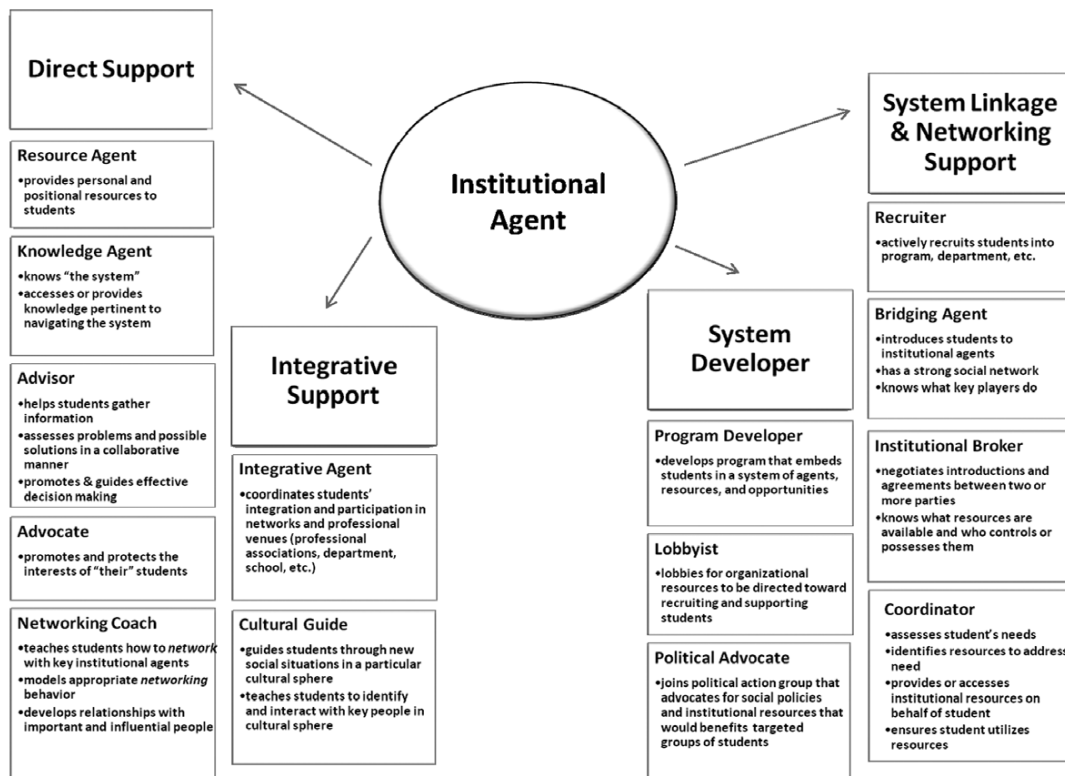 Institutional
Agent
Direct Support
Resource Agent
•provides personal and
positional resources to
students
Knowledge Agent
•knows “the system”
•accesses or provides
knowledge pertinent to
navigating the system
Advisor
•helps students gather
information
•assesses problems and possible
solutions in a collaborative
manner
•promotes & guides effective
decision making
Advocate
•promotes and protects the
interests of “their” students
Networking Coach
•teaches students how to network
with key institutional agents
•models appropriate networking
behavior
•develops relationships with
important and influential people
Integrative
Support
Integrative Agent
•coordinates students’
integration and participation in
networks and professional
venues (professional
associations, department,
school, etc.)
Cultural Guide
•guides students through new
social situations in a particular
cultural sphere
•teaches students to identify
and interact with key people in
cultural sphere
System
Developer
Program Developer
•develops program that embeds
students in a system of agents,
resources, and opportunities
Lobbyist
•lobbies for organizational
resources to be directed toward
recruiting and supporting
students
Political Advocate
•joins political action group that
advocates for social policies
and institutional resources that
would benefits targeted
groups of students
System Linkage
& Networking
Support
Recruiter
•actively recruits students into
program, department, etc.
Bridging Agent
•introduces students to
institutional agents
•has a strong social network
•knows what key players do
Institutional Broker
•negotiates introductions and
agreements between two or
more parties
•knows what resources are
available and who controls or
possesses them
Coordinator
•assesses student’s needs
•identifies resources to address
need
•provides or accesses
institutional resources on
behalf of student
•ensures student utilizes
resources